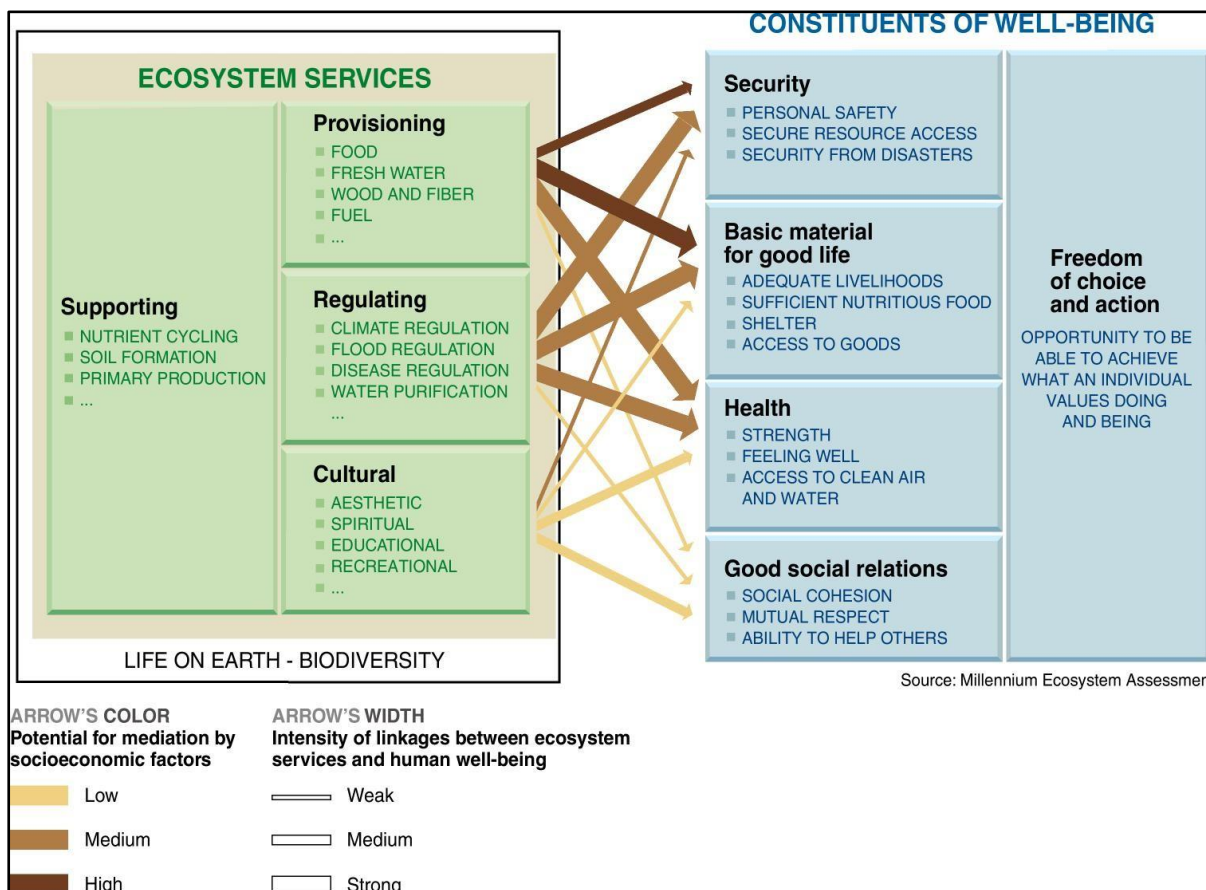 CONSTITUENTS OF WELL-BEING
ECOSYSTEM SERVICES
Supporting
NUTRIENT CYCLING
SOIL FORMATION
PRIMARY PRODUCTION
...
Provisioning
FOOD
FRESH WATER
WOOD AND FIBER
FUEL
...
Regulating
CLIMATE REGULATION
FLOOD REGULATION
DISEASE REGULATION
WATER PURIFICATION
...
Cultural
AESTHETIC
SPIRITUAL
EDUCATIONAL
RECREATIONAL
...
LIFE ON EARTH - BIODIVERSITY
Security
PERSONAL SAFETY
SECURE RESOURCE ACCESS
SECURITY FROM DISASTERS
Basic material
for good life
ADEQUATE LIVELIHOODS
SUFFICIENT NUTRITIOUS FOOD
SHELTER
ACCESS TO GOODS
Health
STRENGTH
FEELING WELL
ACCESS TO CLEAN AIR
AND WATER
Good social relations
SOCIAL COHESION
MUTUAL RESPECT
ABILITY TO HELP OTHERS
Freedom
of choice
and action
OPPORTUNITY TO BE
ABLE TO ACHIEVE
WHAT AN INDIVIDUAL
VALUES DOING
AND BEING
Source: Millennium Ecosystem Assessmen
ARROW'S COLOR
Potential for mediation by
socioeconomic factors
Low
Medium
High
ARROW'S WIDTH
Intensity of linkages between ecosystem
services and human well-being
Weak
Medium
Strong